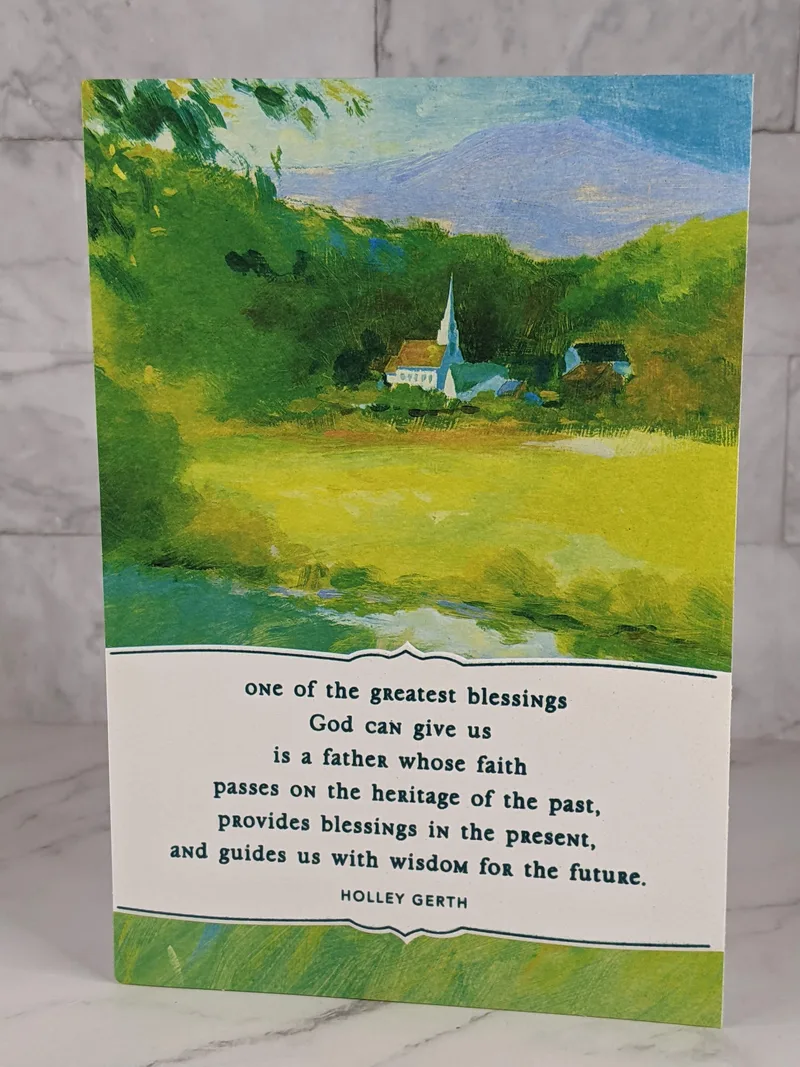 one of the greatest blessings
God can give us
is a father whose faith
passes on the heritage of the past,
provides blessings in the present,
and guides us with wisdom for the future.
HOLLEY GERTH